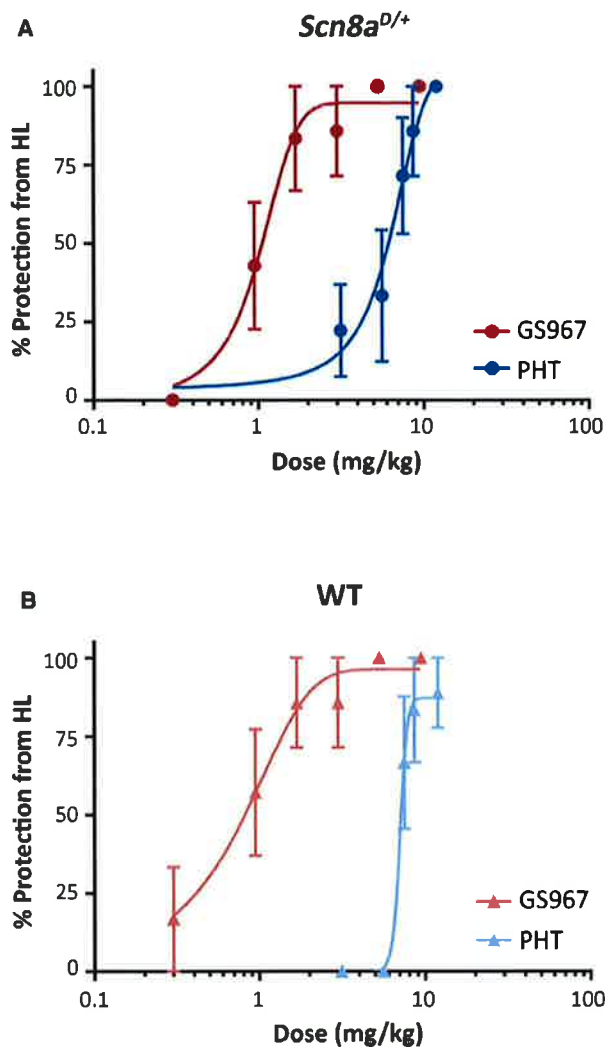 A
Scn8a^D/+
% Protection from HL
100
75
50
25
0
GS967
PHT
0.1 1 10 100
Dose (mg/kg)
B
WT
% Protection from HL
100
75
50
25
0
GS967
PHT
0.1 1 10 100
Dose (mg/kg)